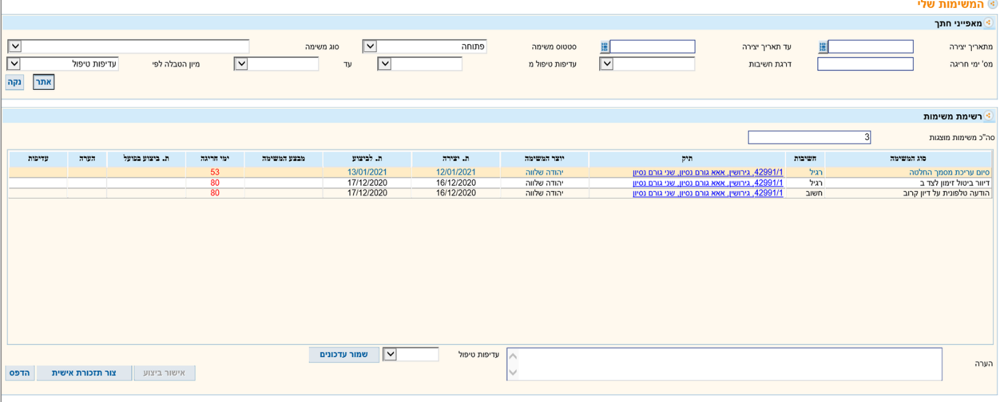 המשימות שלי
מאפייני חתך
מתאריך יצירה עד תאריך יצירה סטטוס משימה פתוחה סוג משימה
מס' ימי חריגה דרגת חשיבות עדיפות טיפול מ עד מיון הטבלה לפי עדיפות טיפול
אתר נקה
רשימת משימות
סה"כ משימות מוצגות 3
סוג המשימה חשיבות תיק יוצר המשימה ת. יצירה ת. לביצוע מבצע המשימה ימי חריגה ת. ביצוע בפועל הערה עדיפות
סיום עריכת מסמך החלטה רגיל 42991/1, גירושין, אאא גורם נסיון, שני גורם נסיון יהודה שלווה 12/01/2021 13/01/2021 53
דיוור ביטול זימון לצד ב רגיל 42991/1, גירושין, אאא גורם נסיון, שני גורם נסיון יהודה שלווה 16/12/2020 17/12/2020 80
הודעה טלפונית על דיון קרוב חשוב 42991/1, גירושין, אאא גורם נסיון, שני גורם נסיון יהודה שלווה 16/12/2020 17/12/2020 80
הערה עדיפות טיפול שמור עדכונים
אישור ביצוע צור תזכורת אישית הדפס